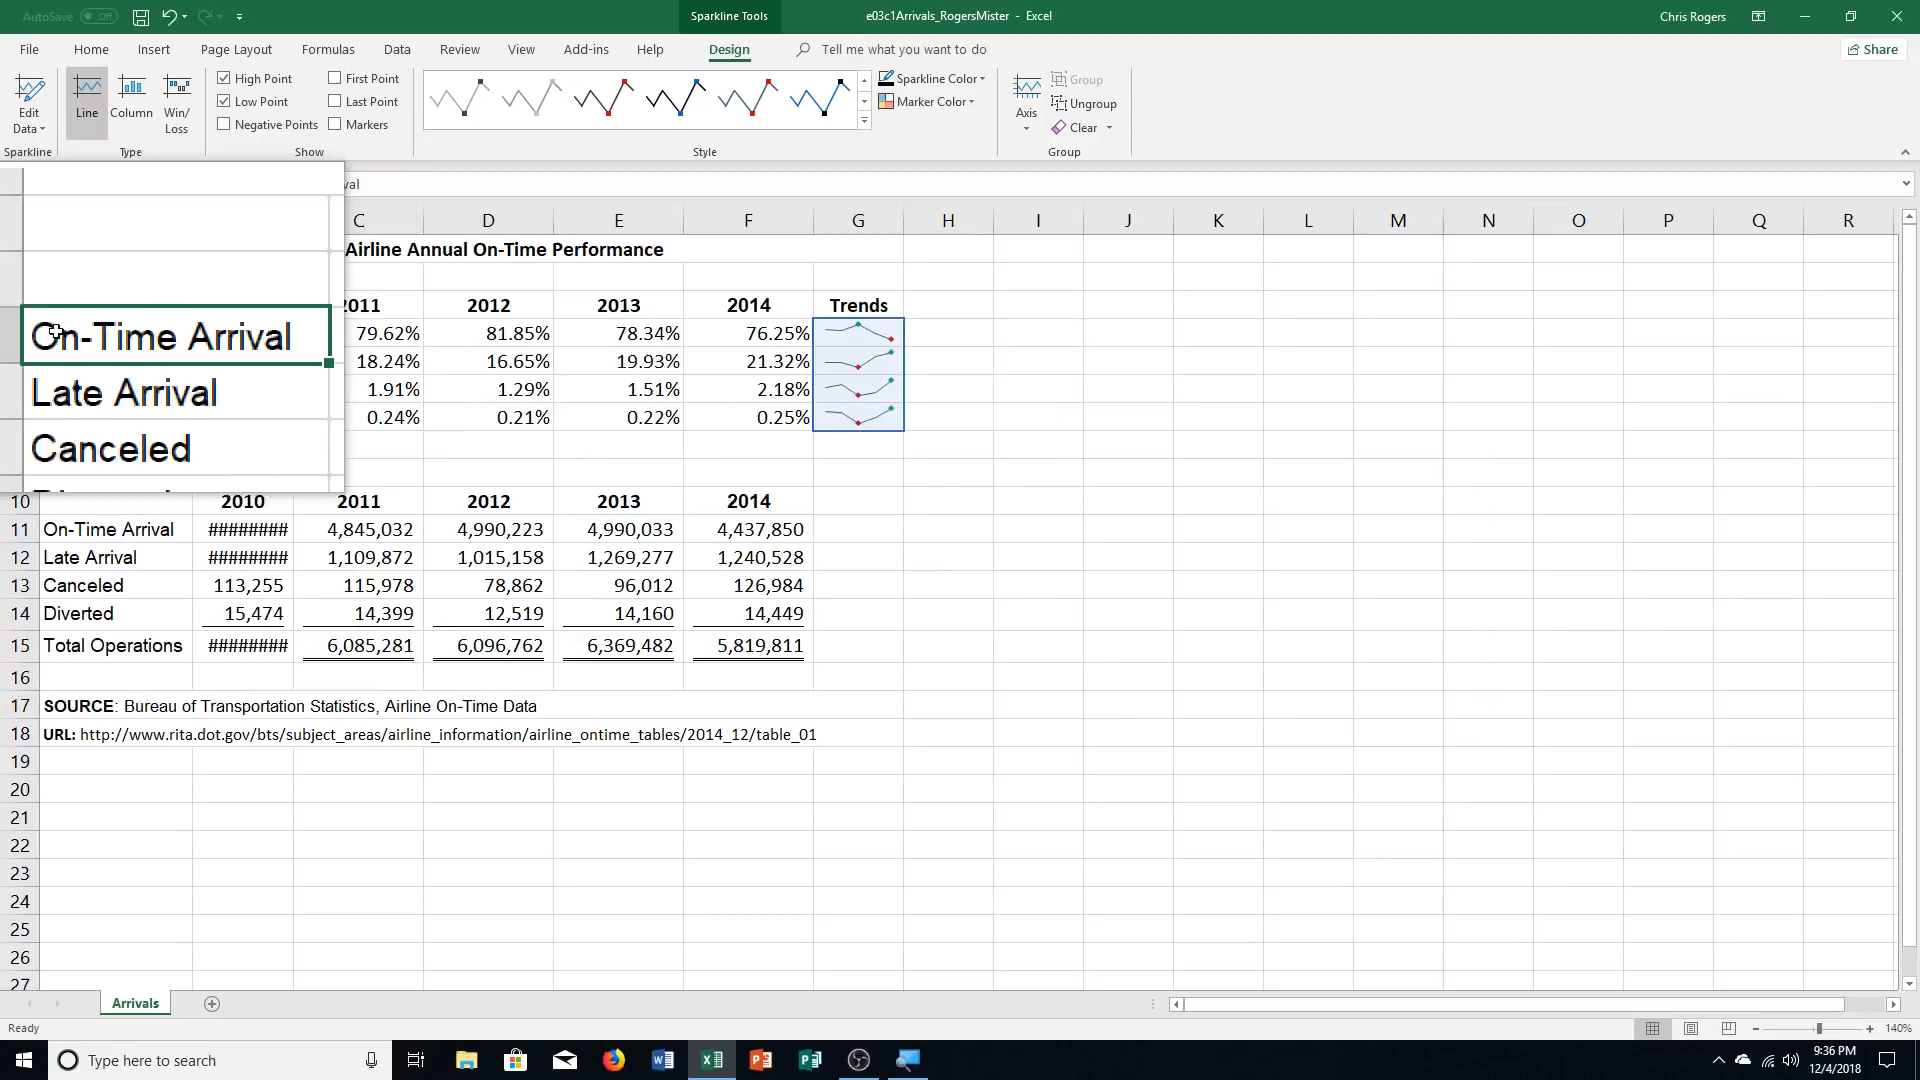 AutoSave Off
Sparkline Tools
e03c1Arrivals_RogersMister - Excel
Chris Rogers
File Home Insert Page Layout Formulas Data Review View Add-ins Help Design Tell me what you want to do Share
Edit Data
Line
Column
Win/Loss
High Point
First Point
Low Point
Last Point
Negative Points
Markers
Sparkline Color
Marker Color
Axis
Group
Ungroup
Clear
Sparkline Type Show Style Group
val
C D E F G H I J K L M N O P Q R
Airline Annual On-Time Performance
2011 2012 2013 2014 Trends
On-Time Arrival 79.62% 81.85% 78.34% 76.25%
Late Arrival 18.24% 16.65% 19.93% 21.32%
Canceled 1.91% 1.29% 1.51% 2.18%
0.24% 0.21% 0.22% 0.25%
10 2010 2011 2012 2013 2014
11 On-Time Arrival ######## 4,845,032 4,990,223 4,990,033 4,437,850
12 Late Arrival ######## 1,109,872 1,015,158 1,269,277 1,240,528
13 Canceled 113,255 115,978 78,862 96,012 126,984
14 Diverted 15,474 14,399 12,519 14,160 14,449
15 Total Operations ######## 6,085,281 6,096,762 6,369,482 5,819,811
16
17 SOURCE: Bureau of Transportation Statistics, Airline On-Time Data
18 URL: http://www.rita.dot.gov/bts/subject_areas/airline_information/airline_ontime_tables/2014_12/table_01
19
20
21
22
23
24
25
26
27
Arrivals
Ready
140%
Type here to search
9:36 PM
12/4/2018